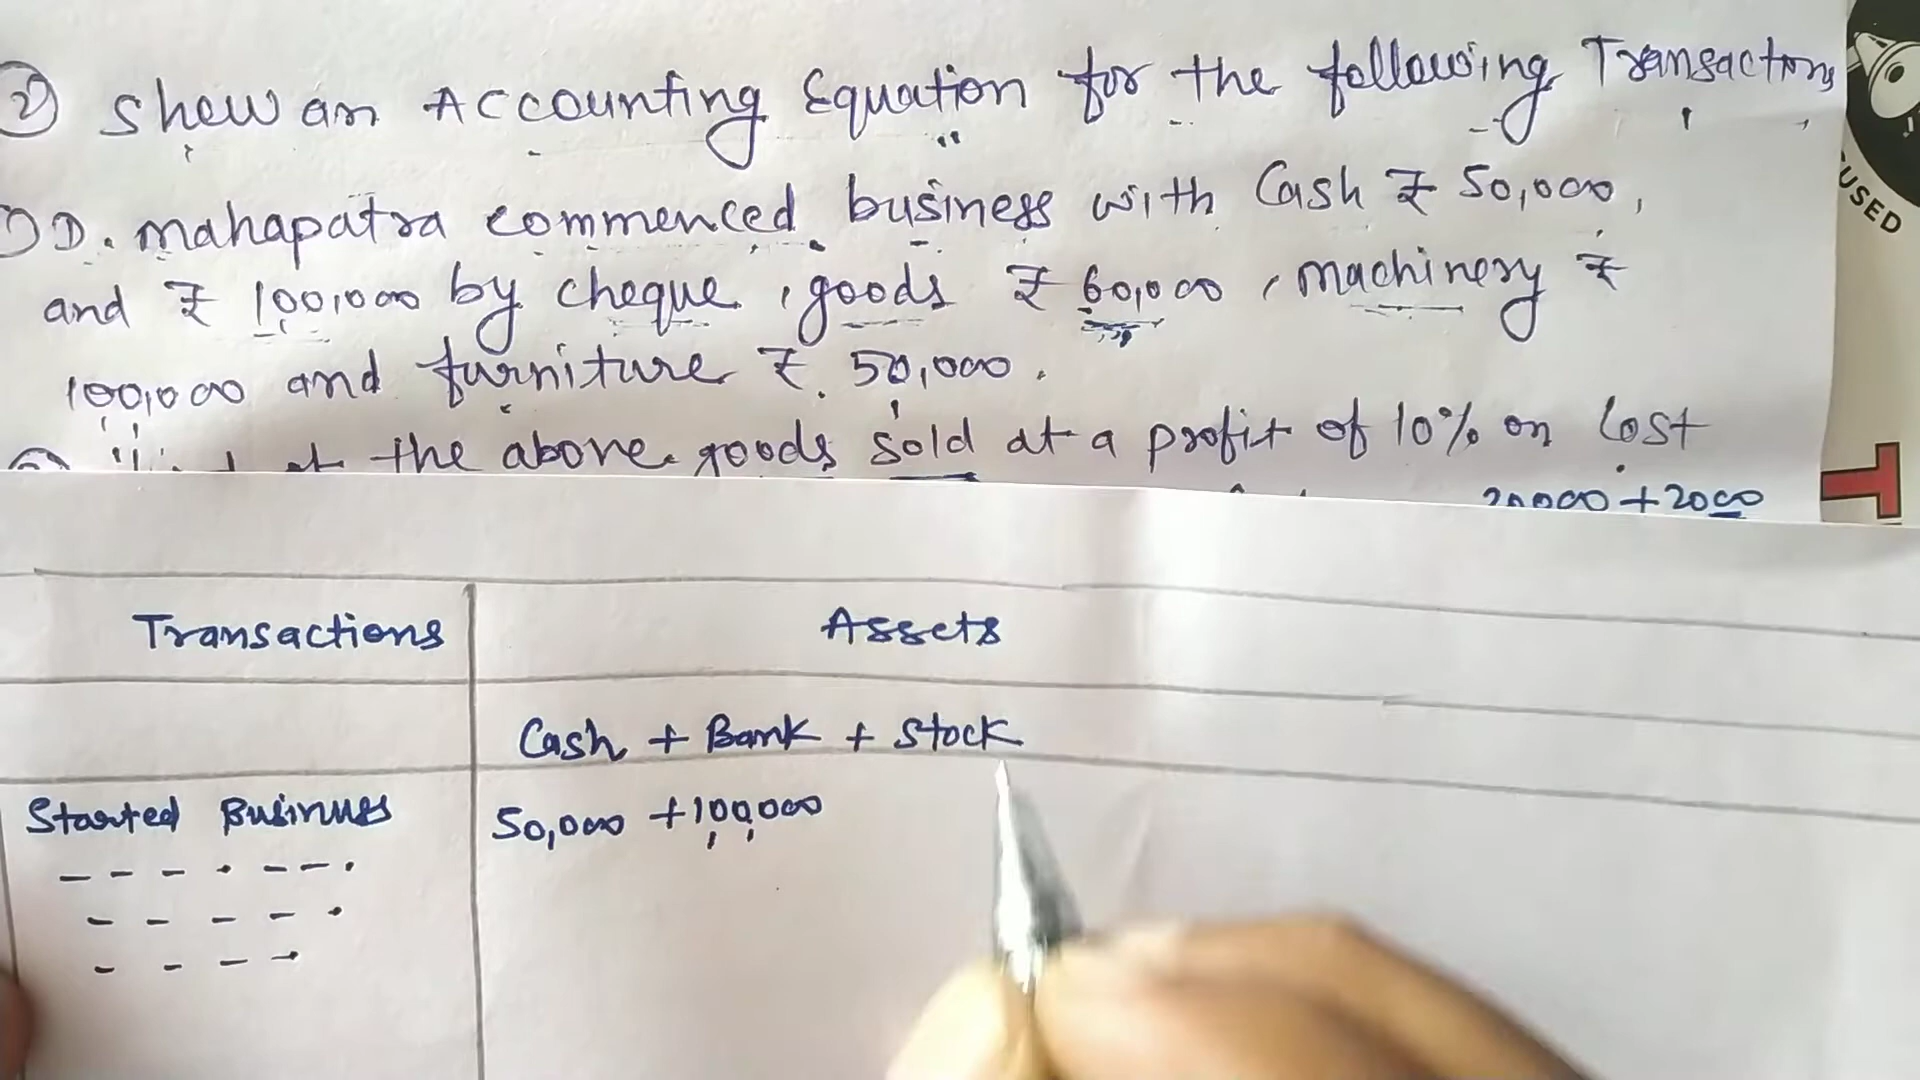 2) Show an Accounting Equation for the following Transactions
1) D. Mahapatra commenced business with Cash ₹ 50,000,
and ₹ 100,000 by cheque, goods ₹ 60,000, machinery ₹
100,000 and furniture ₹ 50,000.
the above goods sold at a profit of 10% on Cost
20000 + 2000
USED
T
Transactions Assets
Cash + Bank + Stock
Started Business 50,000 + 100,000